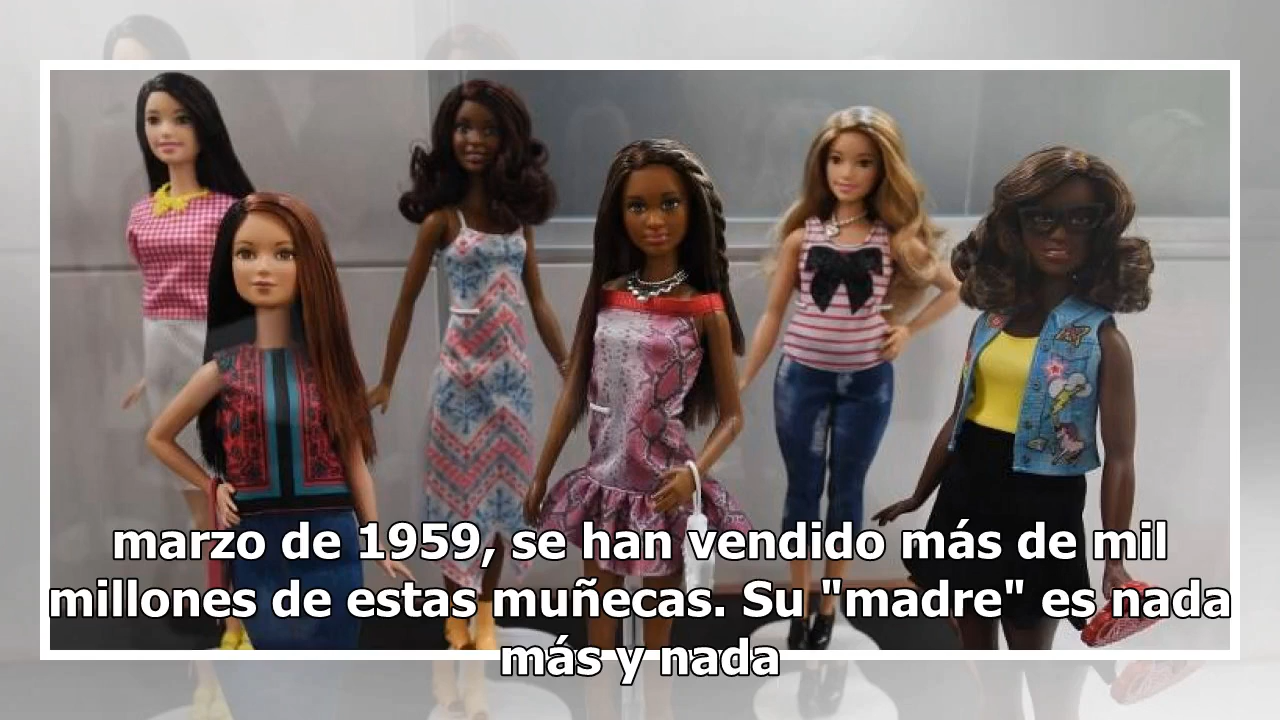 marzo de 1959, se han vendido más de mil
millones de estas muñecas. Su "madre" es nada
más y nada